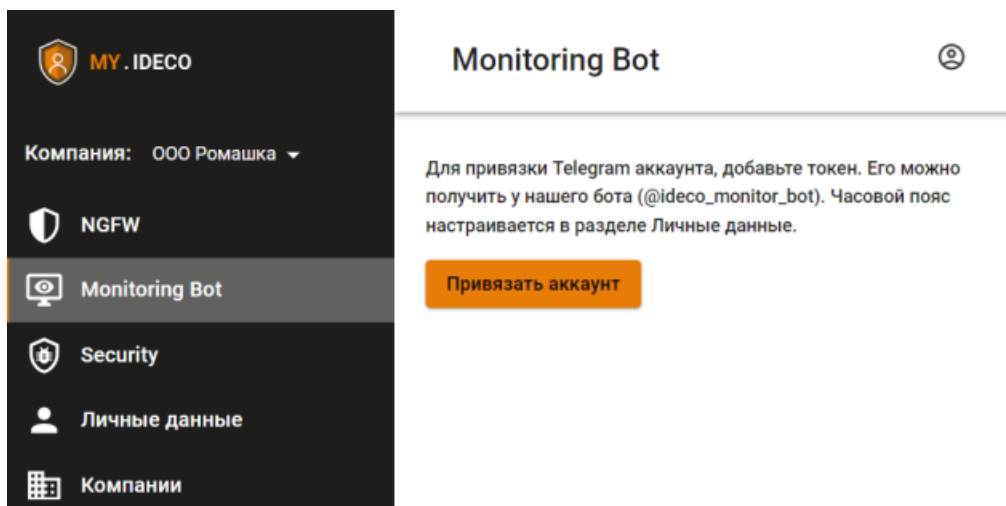 MY.IDECO
Компания: ООО Ромашка
NGFW
Monitoring Bot
Security
Личные данные
Компании
Monitoring Bot
Для привязки Telegram аккаунта, добавьте токен. Его можно
получить у нашего бота (@ideco_monitor_bot). Часовой пояс
настраивается в разделе Личные данные.
Привязать аккаунт